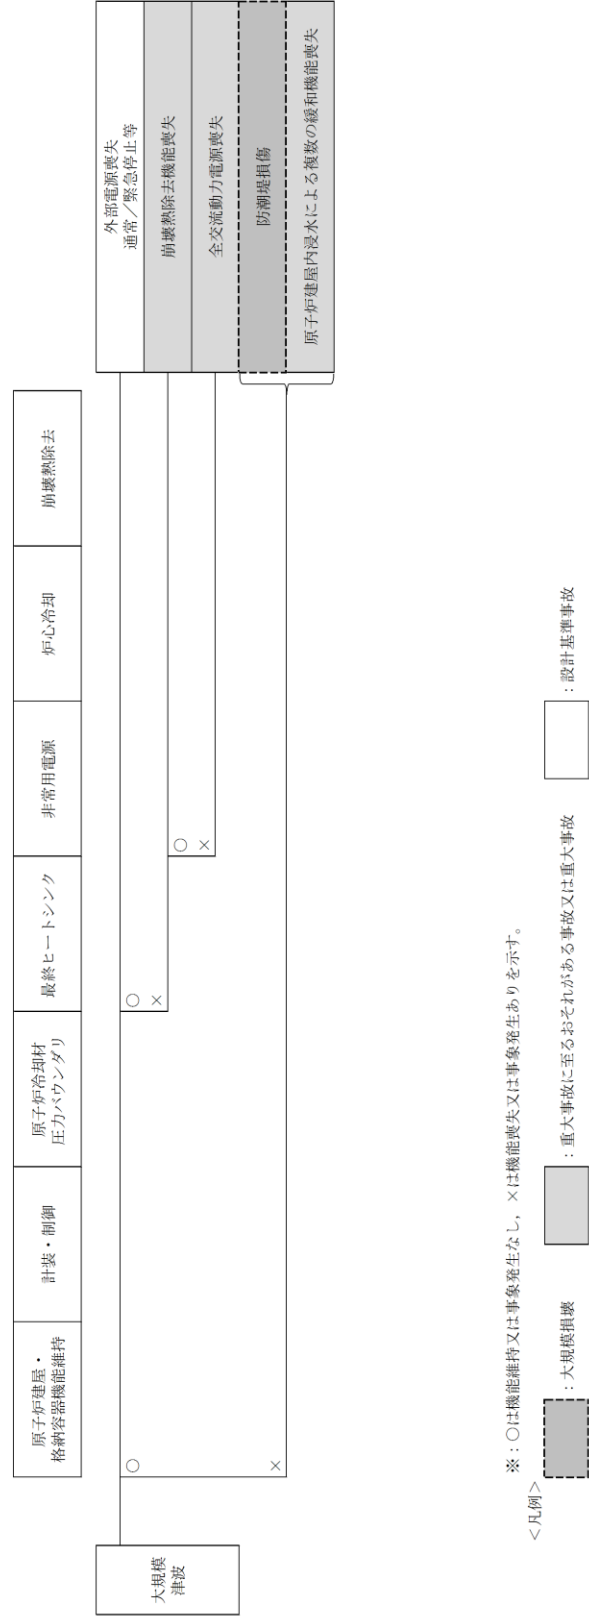 大規模
津波
原子炉建屋・
格納容器機能維持
計装・制御
原子炉冷却材
圧力バウンダリ
最終ヒートシンク
非常用電源
炉心冷却
崩壊熱除去
○
×
○
×
○
×
外部電源喪失
通常／緊急停止等
崩壊熱除去機能喪失
全交流動力電源喪失
防潮堤損傷
原子炉建屋内浸水による複数の緩和機能喪失
※：○は機能維持又は事象発生なし，×は機能喪失又は事象発生ありを示す。
＜凡例＞
：大規模損壊
：重大事故に至るおそれがある事故又は重大事故
：設計基準事故